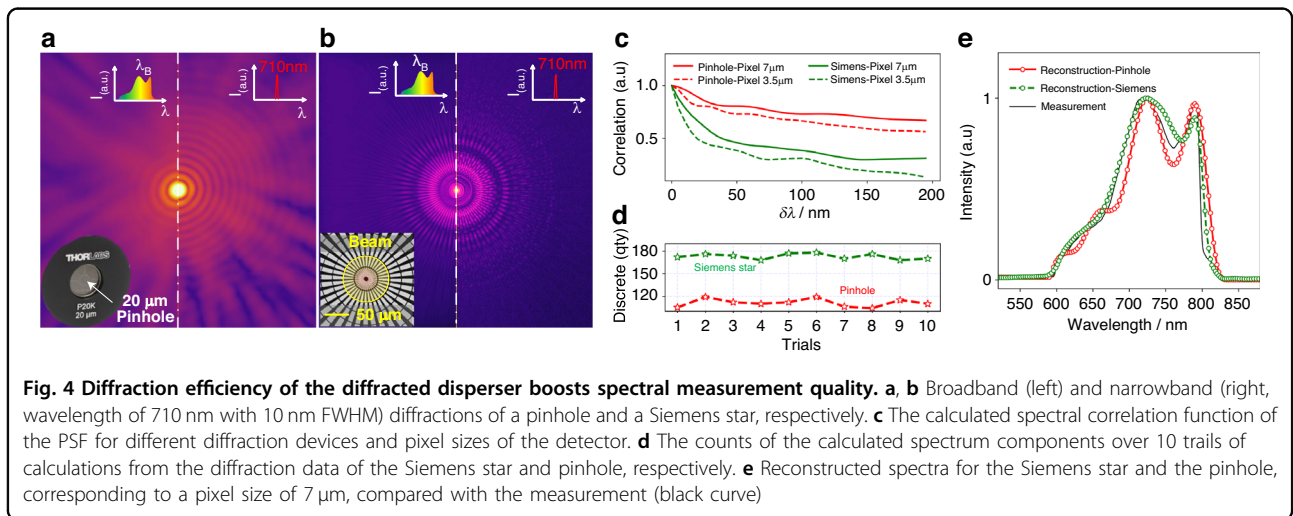 a
I(a.u.)
λB
λ
710nm
I(a.u.)
λ
THORLABS
P20K
20 μm
20 μm
Pinhole
b
I(a.u.)
λB
λ
710nm
I(a.u.)
λ
Beam
50 μm
c
Pinhole-Pixel 7μm
Pinhole-Pixel 3.5μm
Simens-Pixel 7μm
Simens-Pixel 3.5μm
Correlation (a.u)
1.0
0.5
0 50 100 150 200
δλ / nm
d
Discrete (qty)
180
150
120
Siemens star
Pinhole
1 2 3 4 5 6 7 8 9 10
Trials
e
Reconstruction-Pinhole
Reconstruction-Siemens
Measurement
Intensity (a.u)
1
0
550 600 650 700 750 800 850
Wavelength / nm
Fig. 4 Diffraction efficiency of the diffracted disperser boosts spectral measurement quality. a, b Broadband (left) and narrowband (right,
wavelength of 710 nm with 10 nm FWHM) diffractions of a pinhole and a Siemens star, respectively. c The calculated spectral correlation function of
the PSF for different diffraction devices and pixel sizes of the detector. d The counts of the calculated spectrum components over 10 trails of
calculations from the diffraction data of the Siemens star and pinhole, respectively. e Reconstructed spectra for the Siemens star and the pinhole,
corresponding to a pixel size of 7 μm, compared with the measurement (black curve)